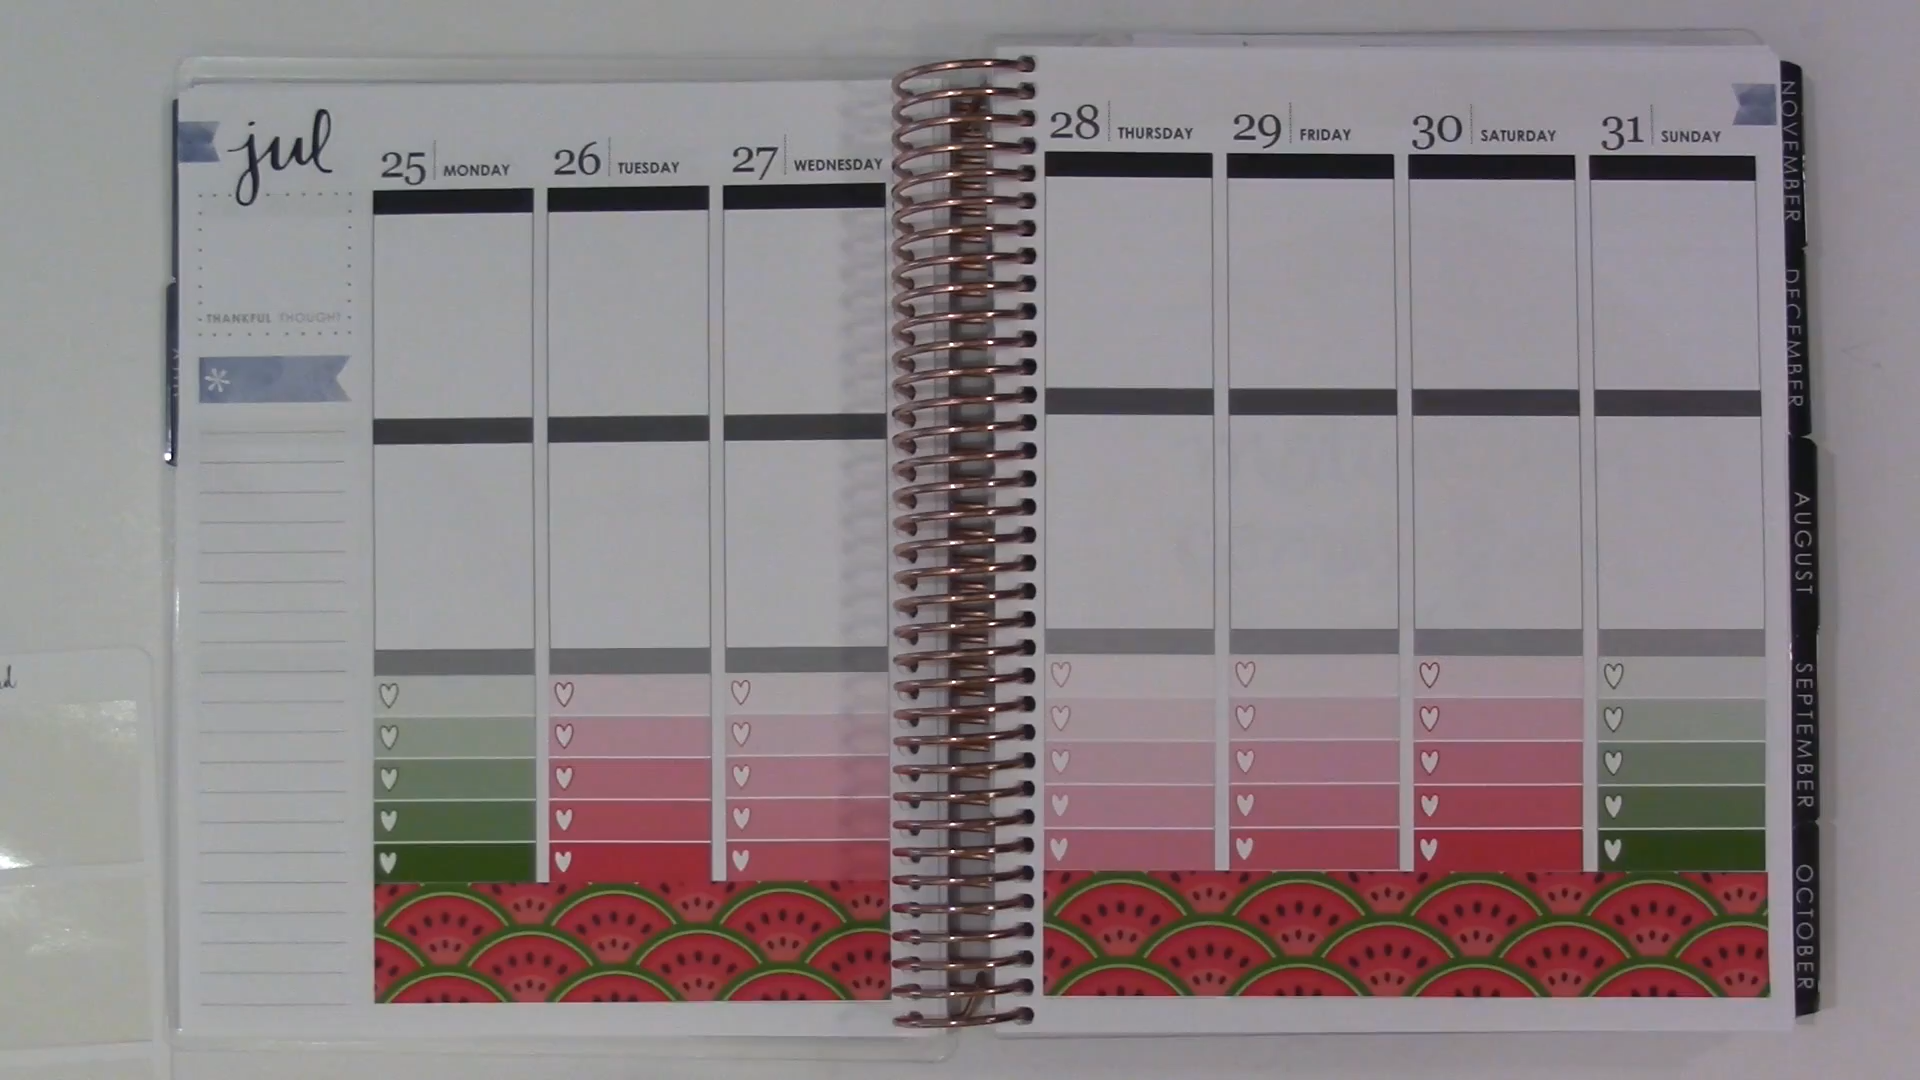 jul
25 MONDAY
26 TUESDAY
27 WEDNESDAY
28 THURSDAY
29 FRIDAY
30 SATURDAY
31 SUNDAY
THANKFUL THOUGHT
*
NOVEMBER
DECEMBER
AUGUST
SEPTEMBER
OCTOBER